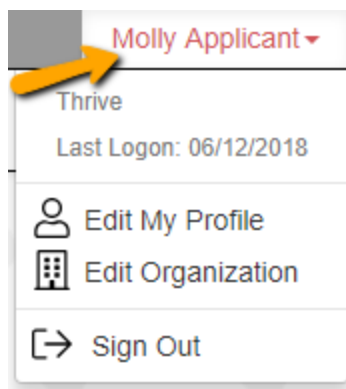 Molly Applicant
Thrive
Last Logon: 06/12/2018
Edit My Profile
Edit Organization
Sign Out